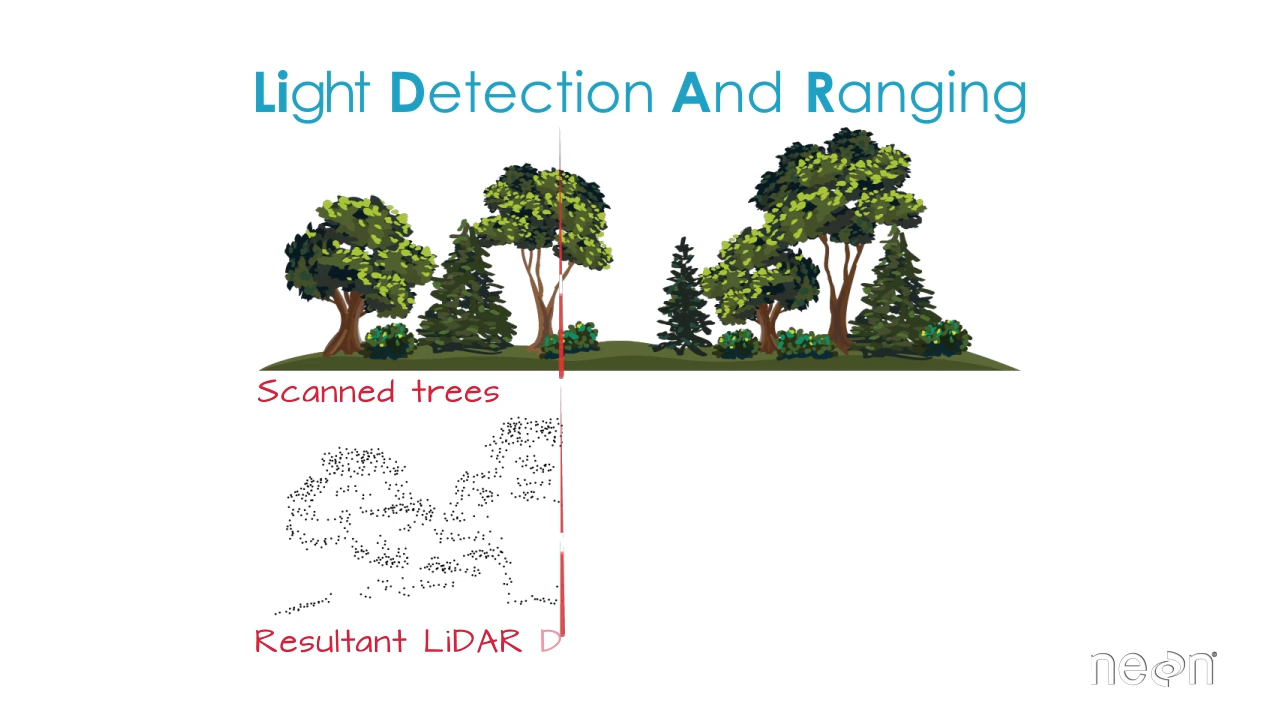 Light Detection And Ranging
Scanned trees
Resultant LiDAR D
neon